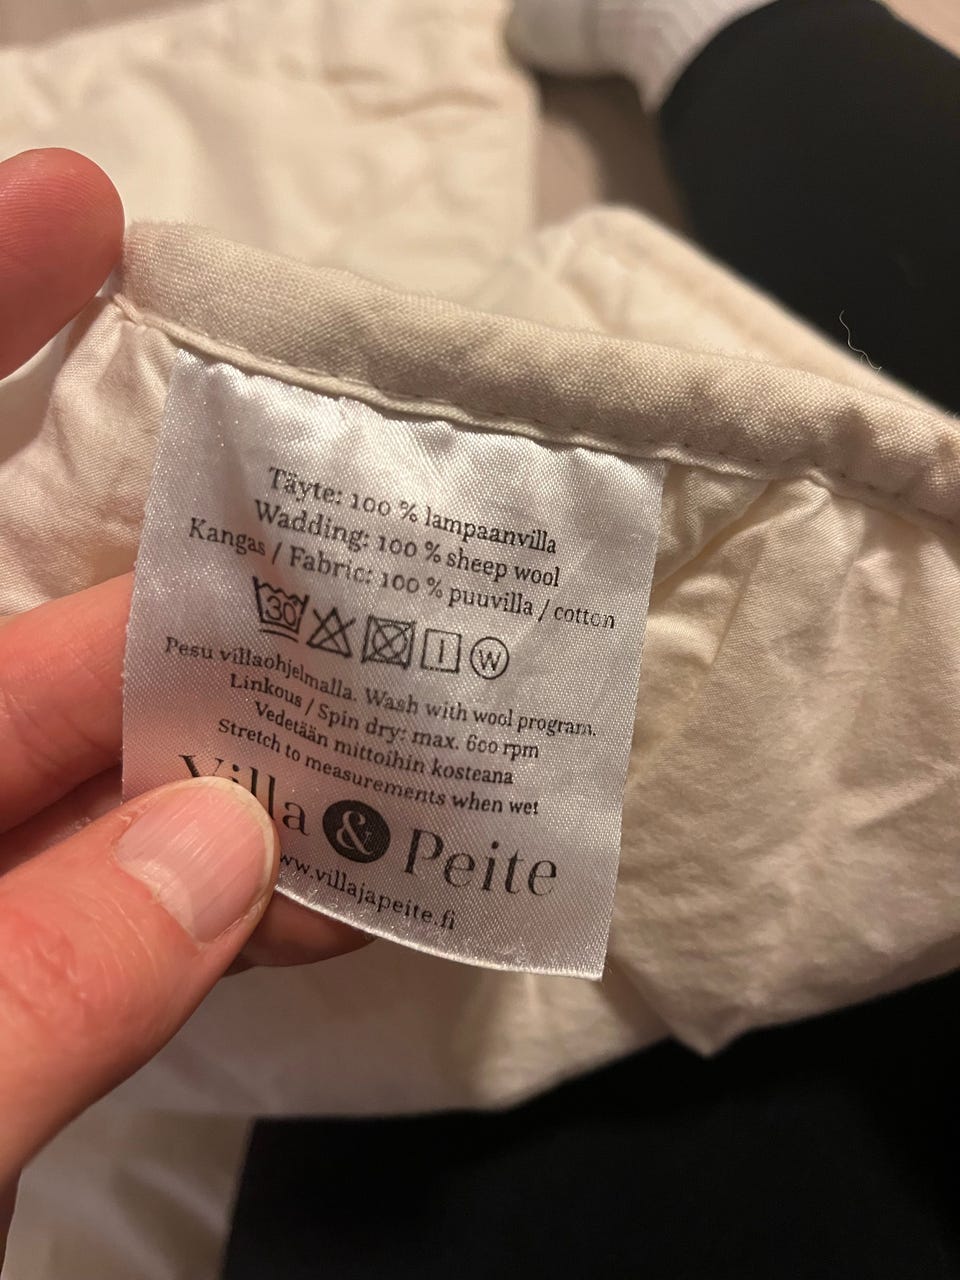 Täyte: 100 % lampaanvilla
Wadding: 100 % sheep wool
Kangas / Fabric: 100 % puuvilla / cotton
30 W
Pesu villaohjelmalla. Wash with wool program.
Linkous / Spin dry: max. 600 rpm
Vedetään mittoihin kosteana
Stretch to measurements when wet
Villa & Peite
www.villajapeite.fi